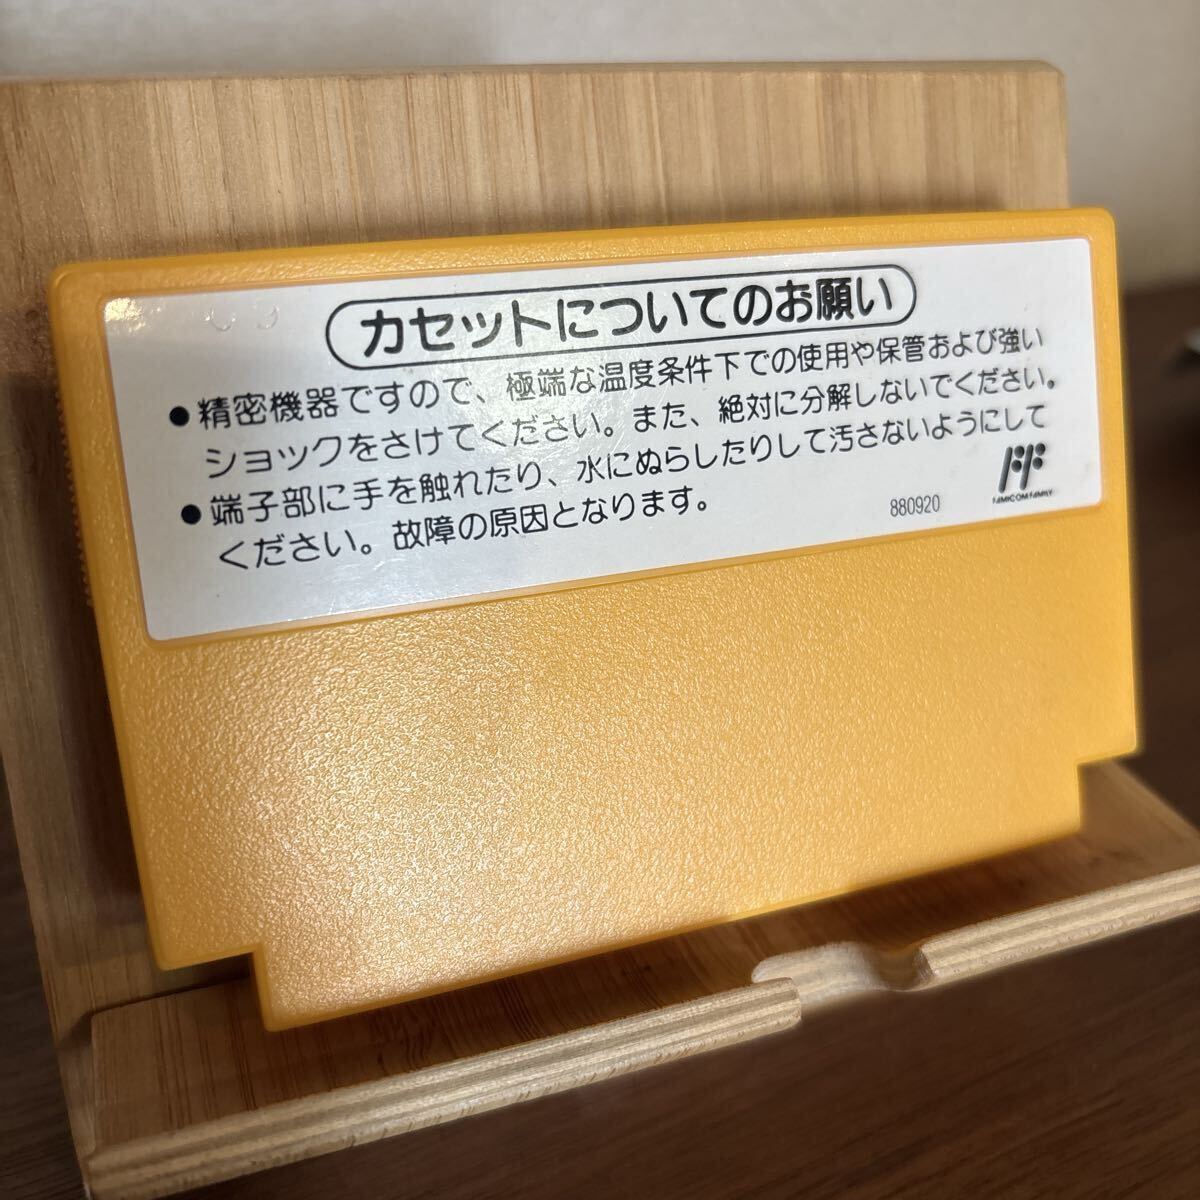 カセットについてのお願い
●精密機器ですので、極端な温度条件下での使用や保管および強い
ショックをさけてください。また、絶対に分解しないでください。
●端子部に手を触れたり、水にぬらしたりして汚さないようにして
ください。故障の原因となります。
880920
FF
FAMICOM FAMILY